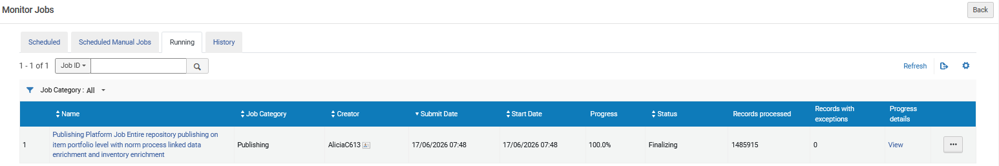 Monitor Jobs
Back
Scheduled
Scheduled Manual Jobs
Running
History
1 - 1 of 1
Job ID
Refresh
Job Category : All
Name
Job Category
Creator
Submit Date
Start Date
Progress
Status
Records processed
Records with
exceptions
Progress
details
1
Publishing Platform Job Entire repository publishing on
item portfolio level with norm process linked data
enrichment and inventory enrichment
Publishing
AliciaC613
17/06/2026 07:48
17/06/2026 07:48
100.0%
Finalizing
1485915
0
View